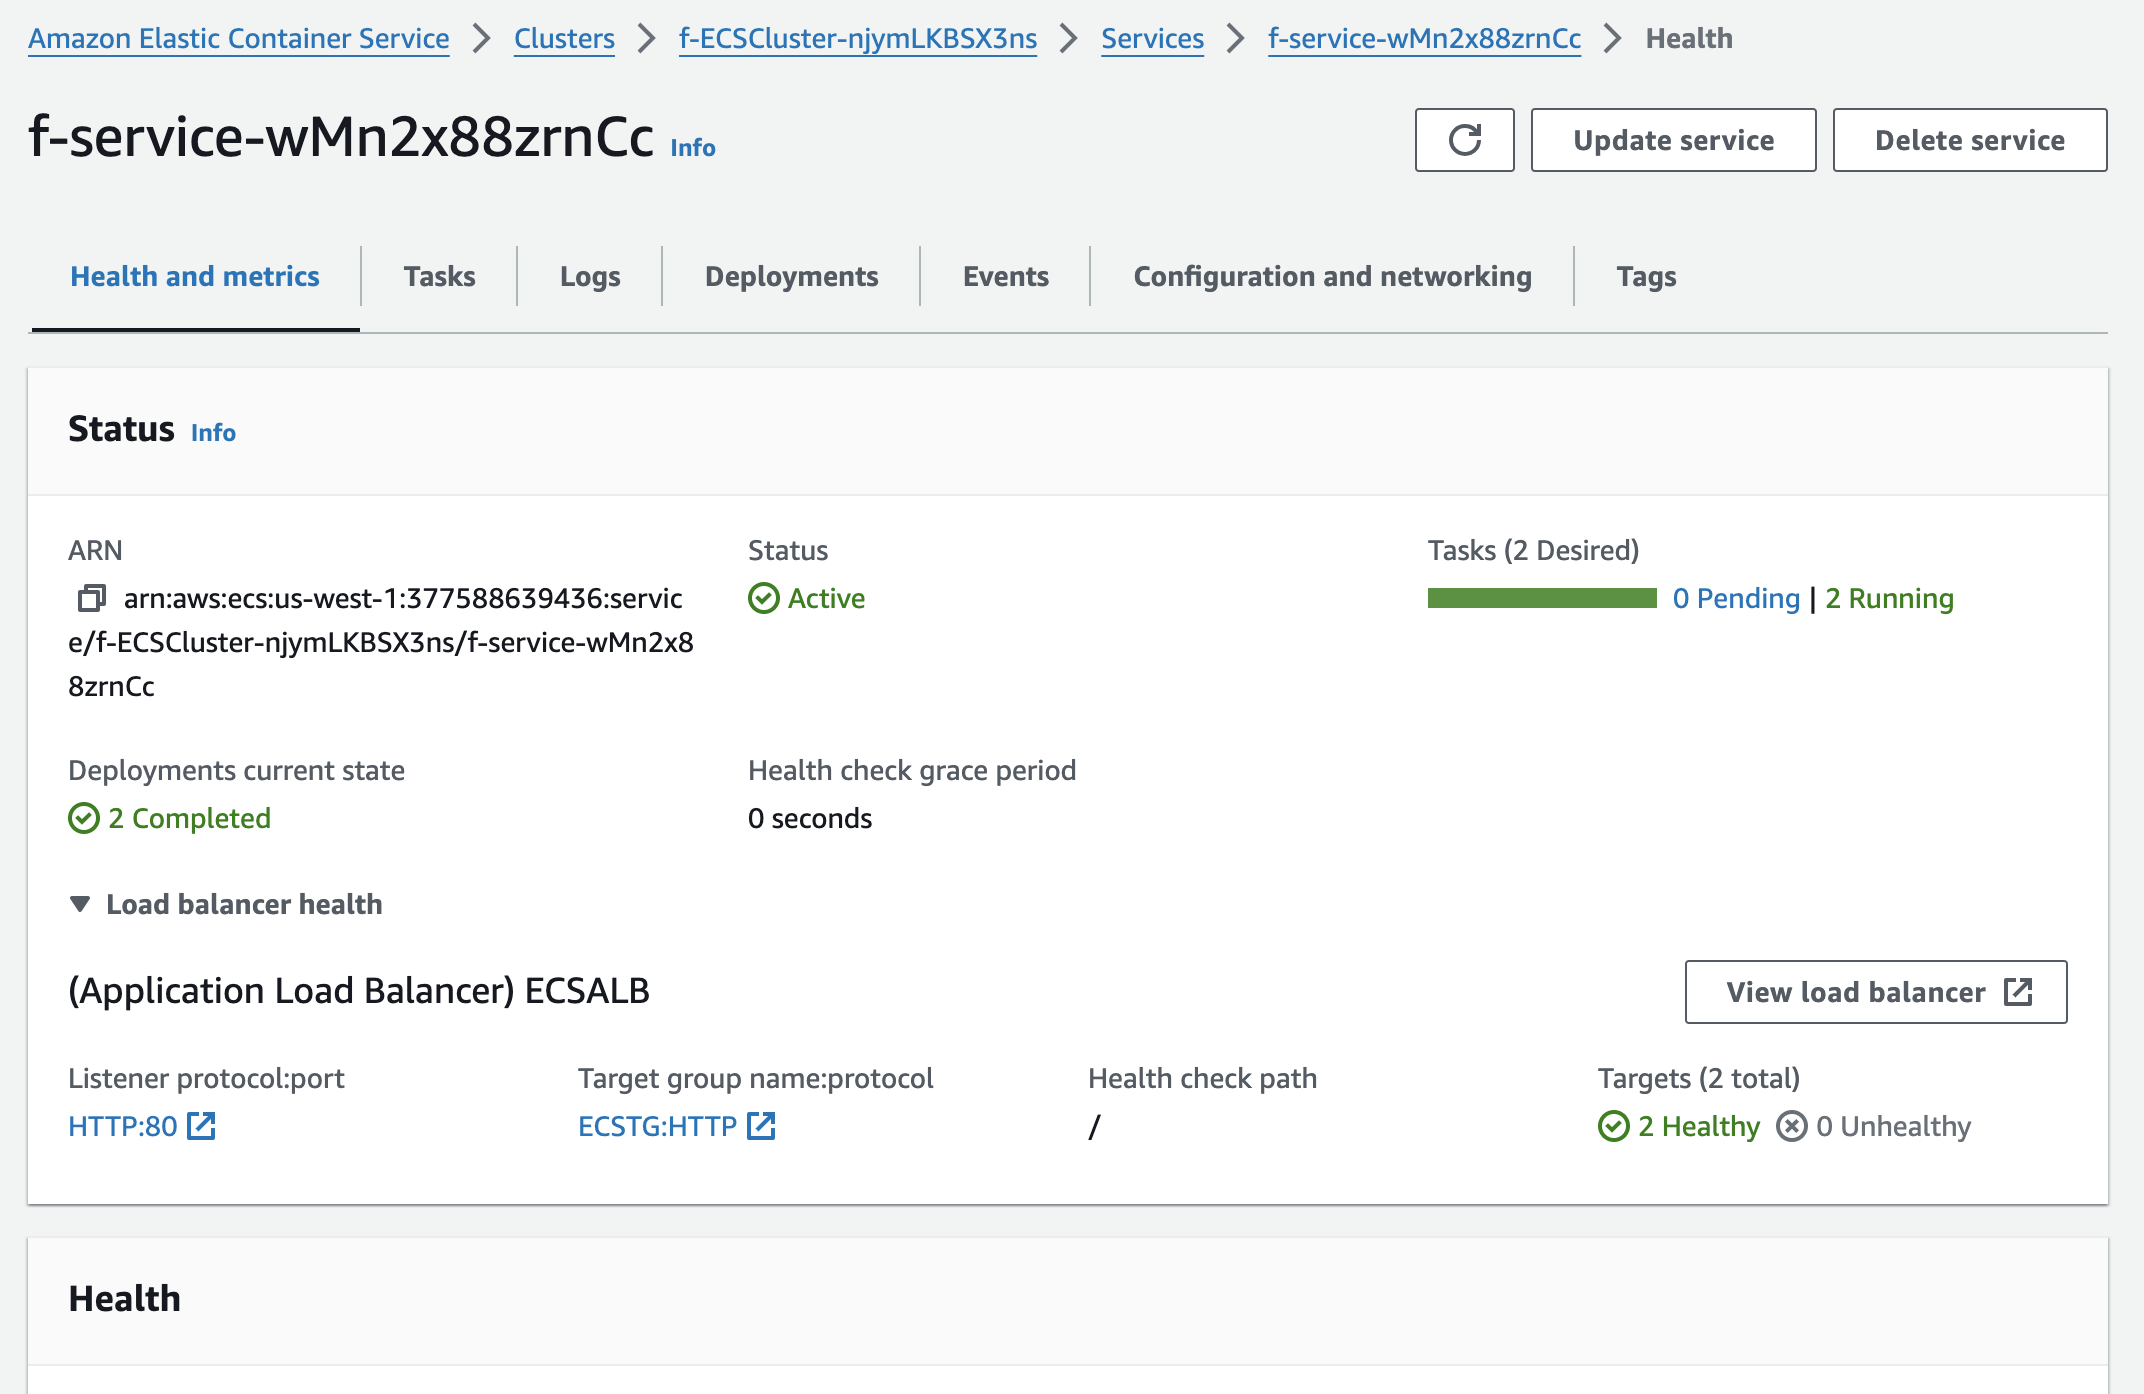 Amazon Elastic Container Service > Clusters > f-ECSCluster-njymLKBSX3ns > Services > f-service-wMn2x88zrnCc > Health
f-service-wMn2x88zrnCc Info
Update service
Delete service
Health and metrics
Tasks
Logs
Deployments
Events
Configuration and networking
Tags
Status Info
ARN
arn:aws:ecs:us-west-1:377588639436:servic
e/f-ECSCluster-njymLKBSX3ns/f-service-wMn2x8
8zrnCc
Status
Active
Tasks (2 Desired)
0 Pending | 2 Running
Deployments current state
2 Completed
Health check grace period
0 seconds
Load balancer health
(Application Load Balancer) ECSALB
View load balancer
Listener protocol:port
HTTP:80
Target group name:protocol
ECSTG:HTTP
Health check path
/
Targets (2 total)
2 Healthy 0 Unhealthy
Health